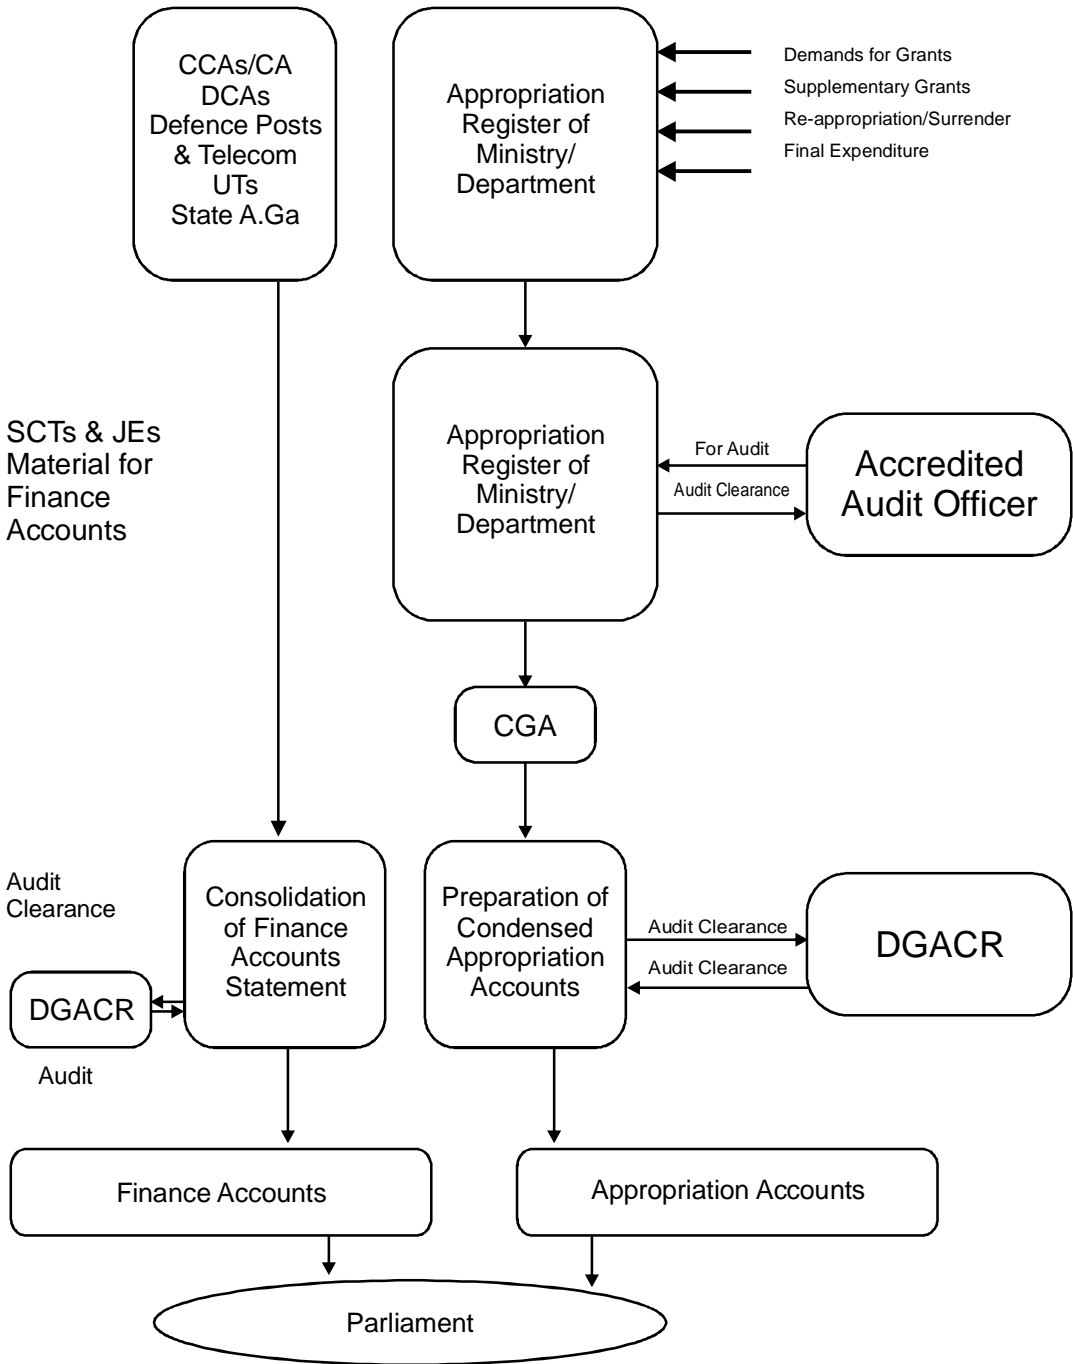 CCAs/CA
DCAs
Defence Posts
& Telecom
UTs
State A.Ga
Appropriation
Register of
Ministry/
Department
Demands for Grants
Supplementary Grants
Re-appropriation/Surrender
Final Expenditure
SCTs & JEs
Material for
Finance
Accounts
Appropriation
Register of
Ministry/
Department
For Audit
Audit Clearance
Accredited
Audit Officer
CGA
Audit
Clearance
DGACR
Audit
Consolidation
of Finance
Accounts
Statement
Preparation of
Condensed
Appropriation
Accounts
Audit Clearance
Audit Clearance
DGACR
Finance Accounts
Appropriation Accounts
Parliament